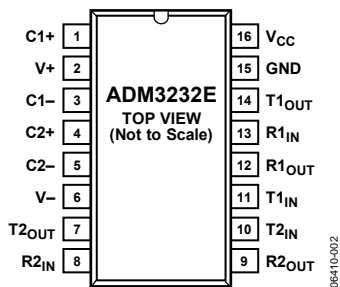 C1+ 1
V+ 2
C1– 3
C2+ 4
C2– 5
V– 6
T2OUT 7
R2IN 8
ADM3232E
TOP VIEW
(Not to Scale)
16 VCC
15 GND
14 T1OUT
13 R1IN
12 R1OUT
11 T1IN
10 T2IN
9 R2OUT
06410-002